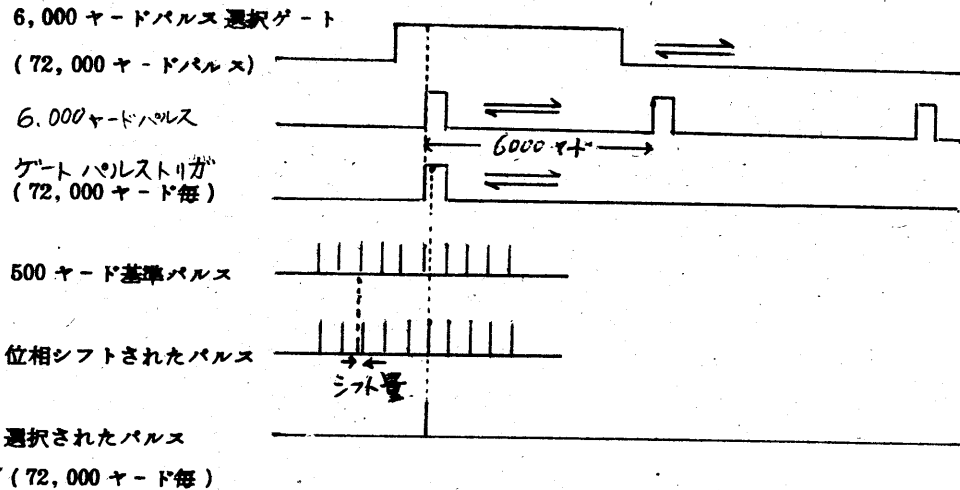 6,000 ヤードパルス選択ゲート
(72,000 ヤードパルス)
6.000ヤードパルス
6000 ヤード
ゲート パルストリガ
(72,000 ヤード毎)
500 ヤード基準パルス
位相シフトされたパルス
シフト量
選択されたパルス
(72,000 ヤード毎)